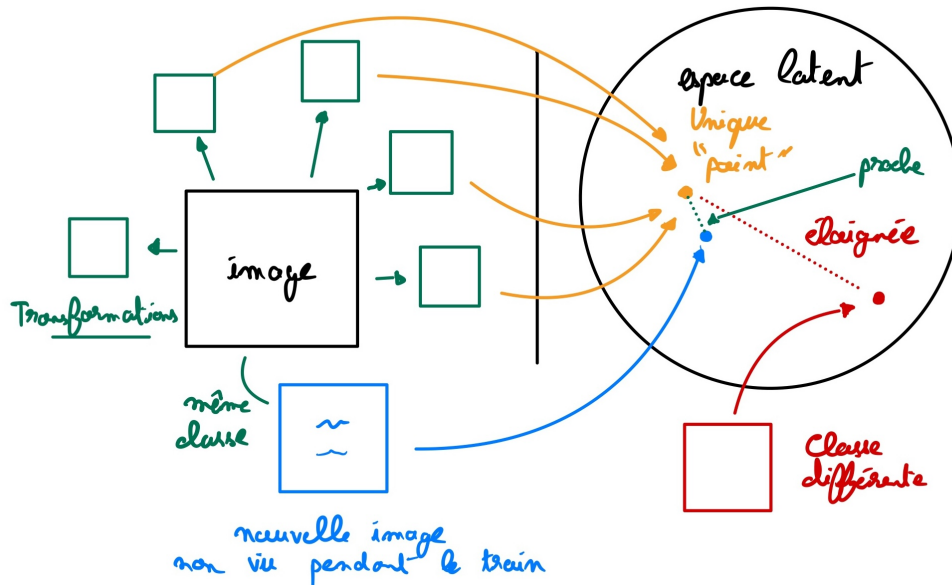 espace latent
Unique
"point"
proche
éloignée
image
Transformations
même
classe
Classe
différente
nouvelle image
non vu pendant le train